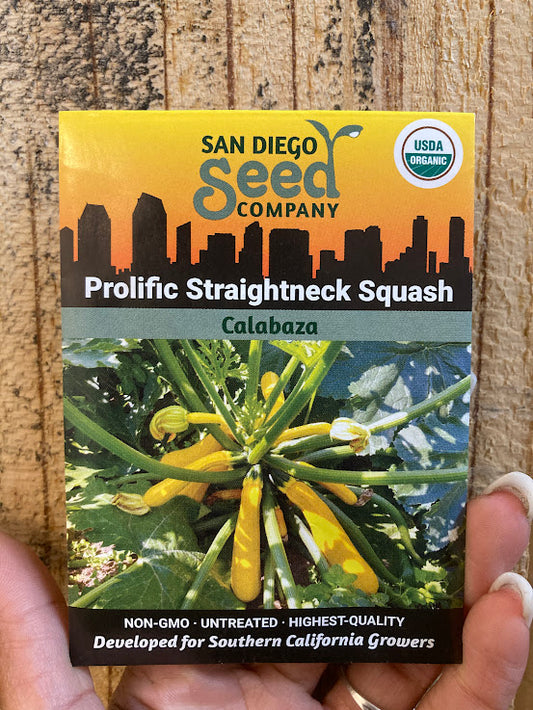 SAN DIEGO
Seed
COMPANY
USDA
ORGANIC
Prolific Straightneck Squash
Calabaza
NON-GMO · UNTREATED · HIGHEST-QUALITY
Developed for Southern California Growers